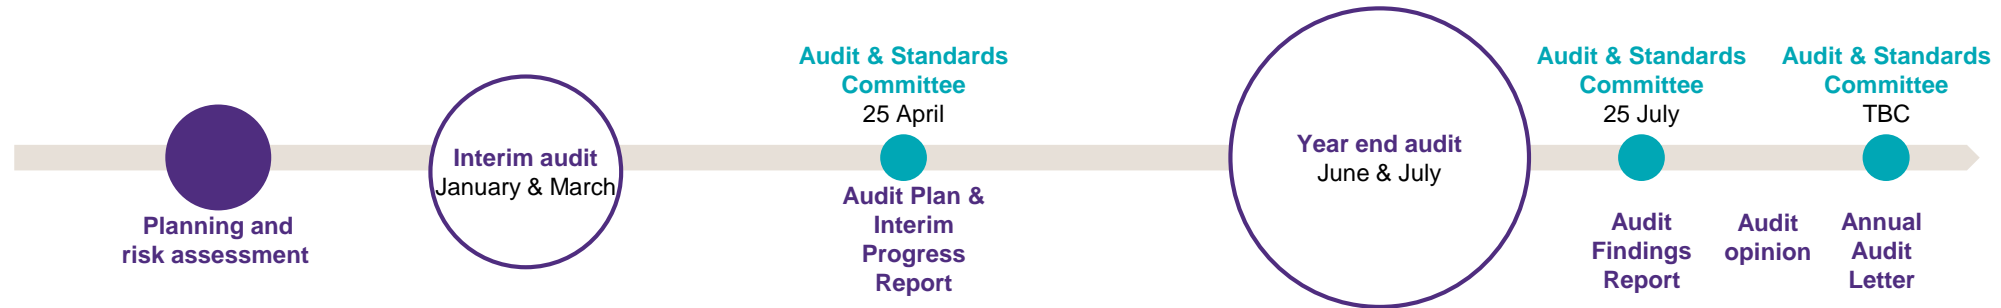 Planning and
risk assessment
Interim audit
January & March
Audit & Standards
Committee
25 April
Audit Plan &
Interim
Progress
Report
Year end audit
June & July
Audit & Standards
Committee
25 July
Audit
Findings
Report
Audit
opinion
Audit & Standards
Committee
TBC
Annual
Audit
Letter